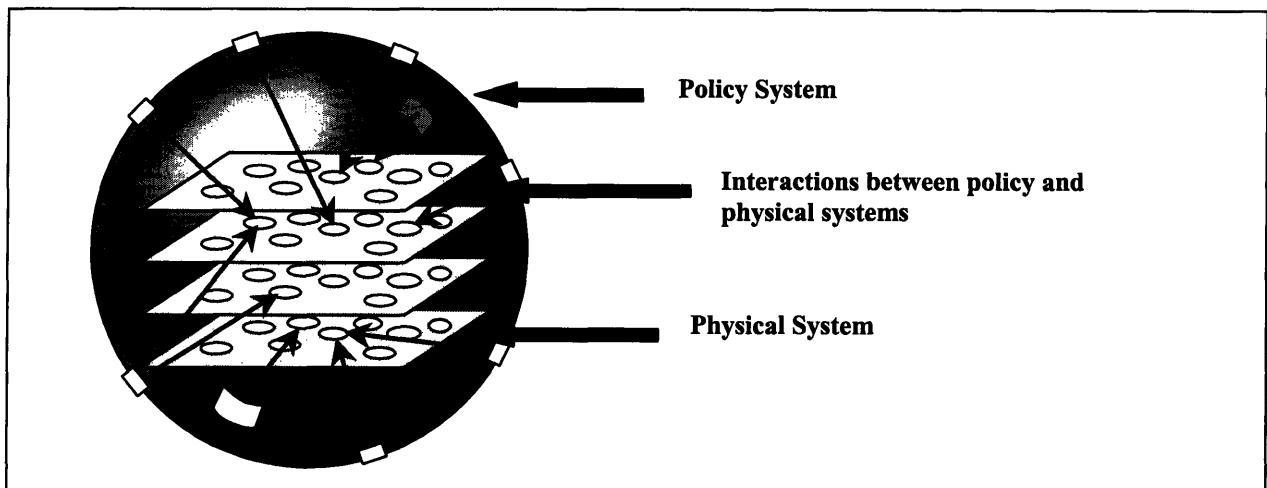 Policy System
Interactions between policy and
physical systems
Physical System